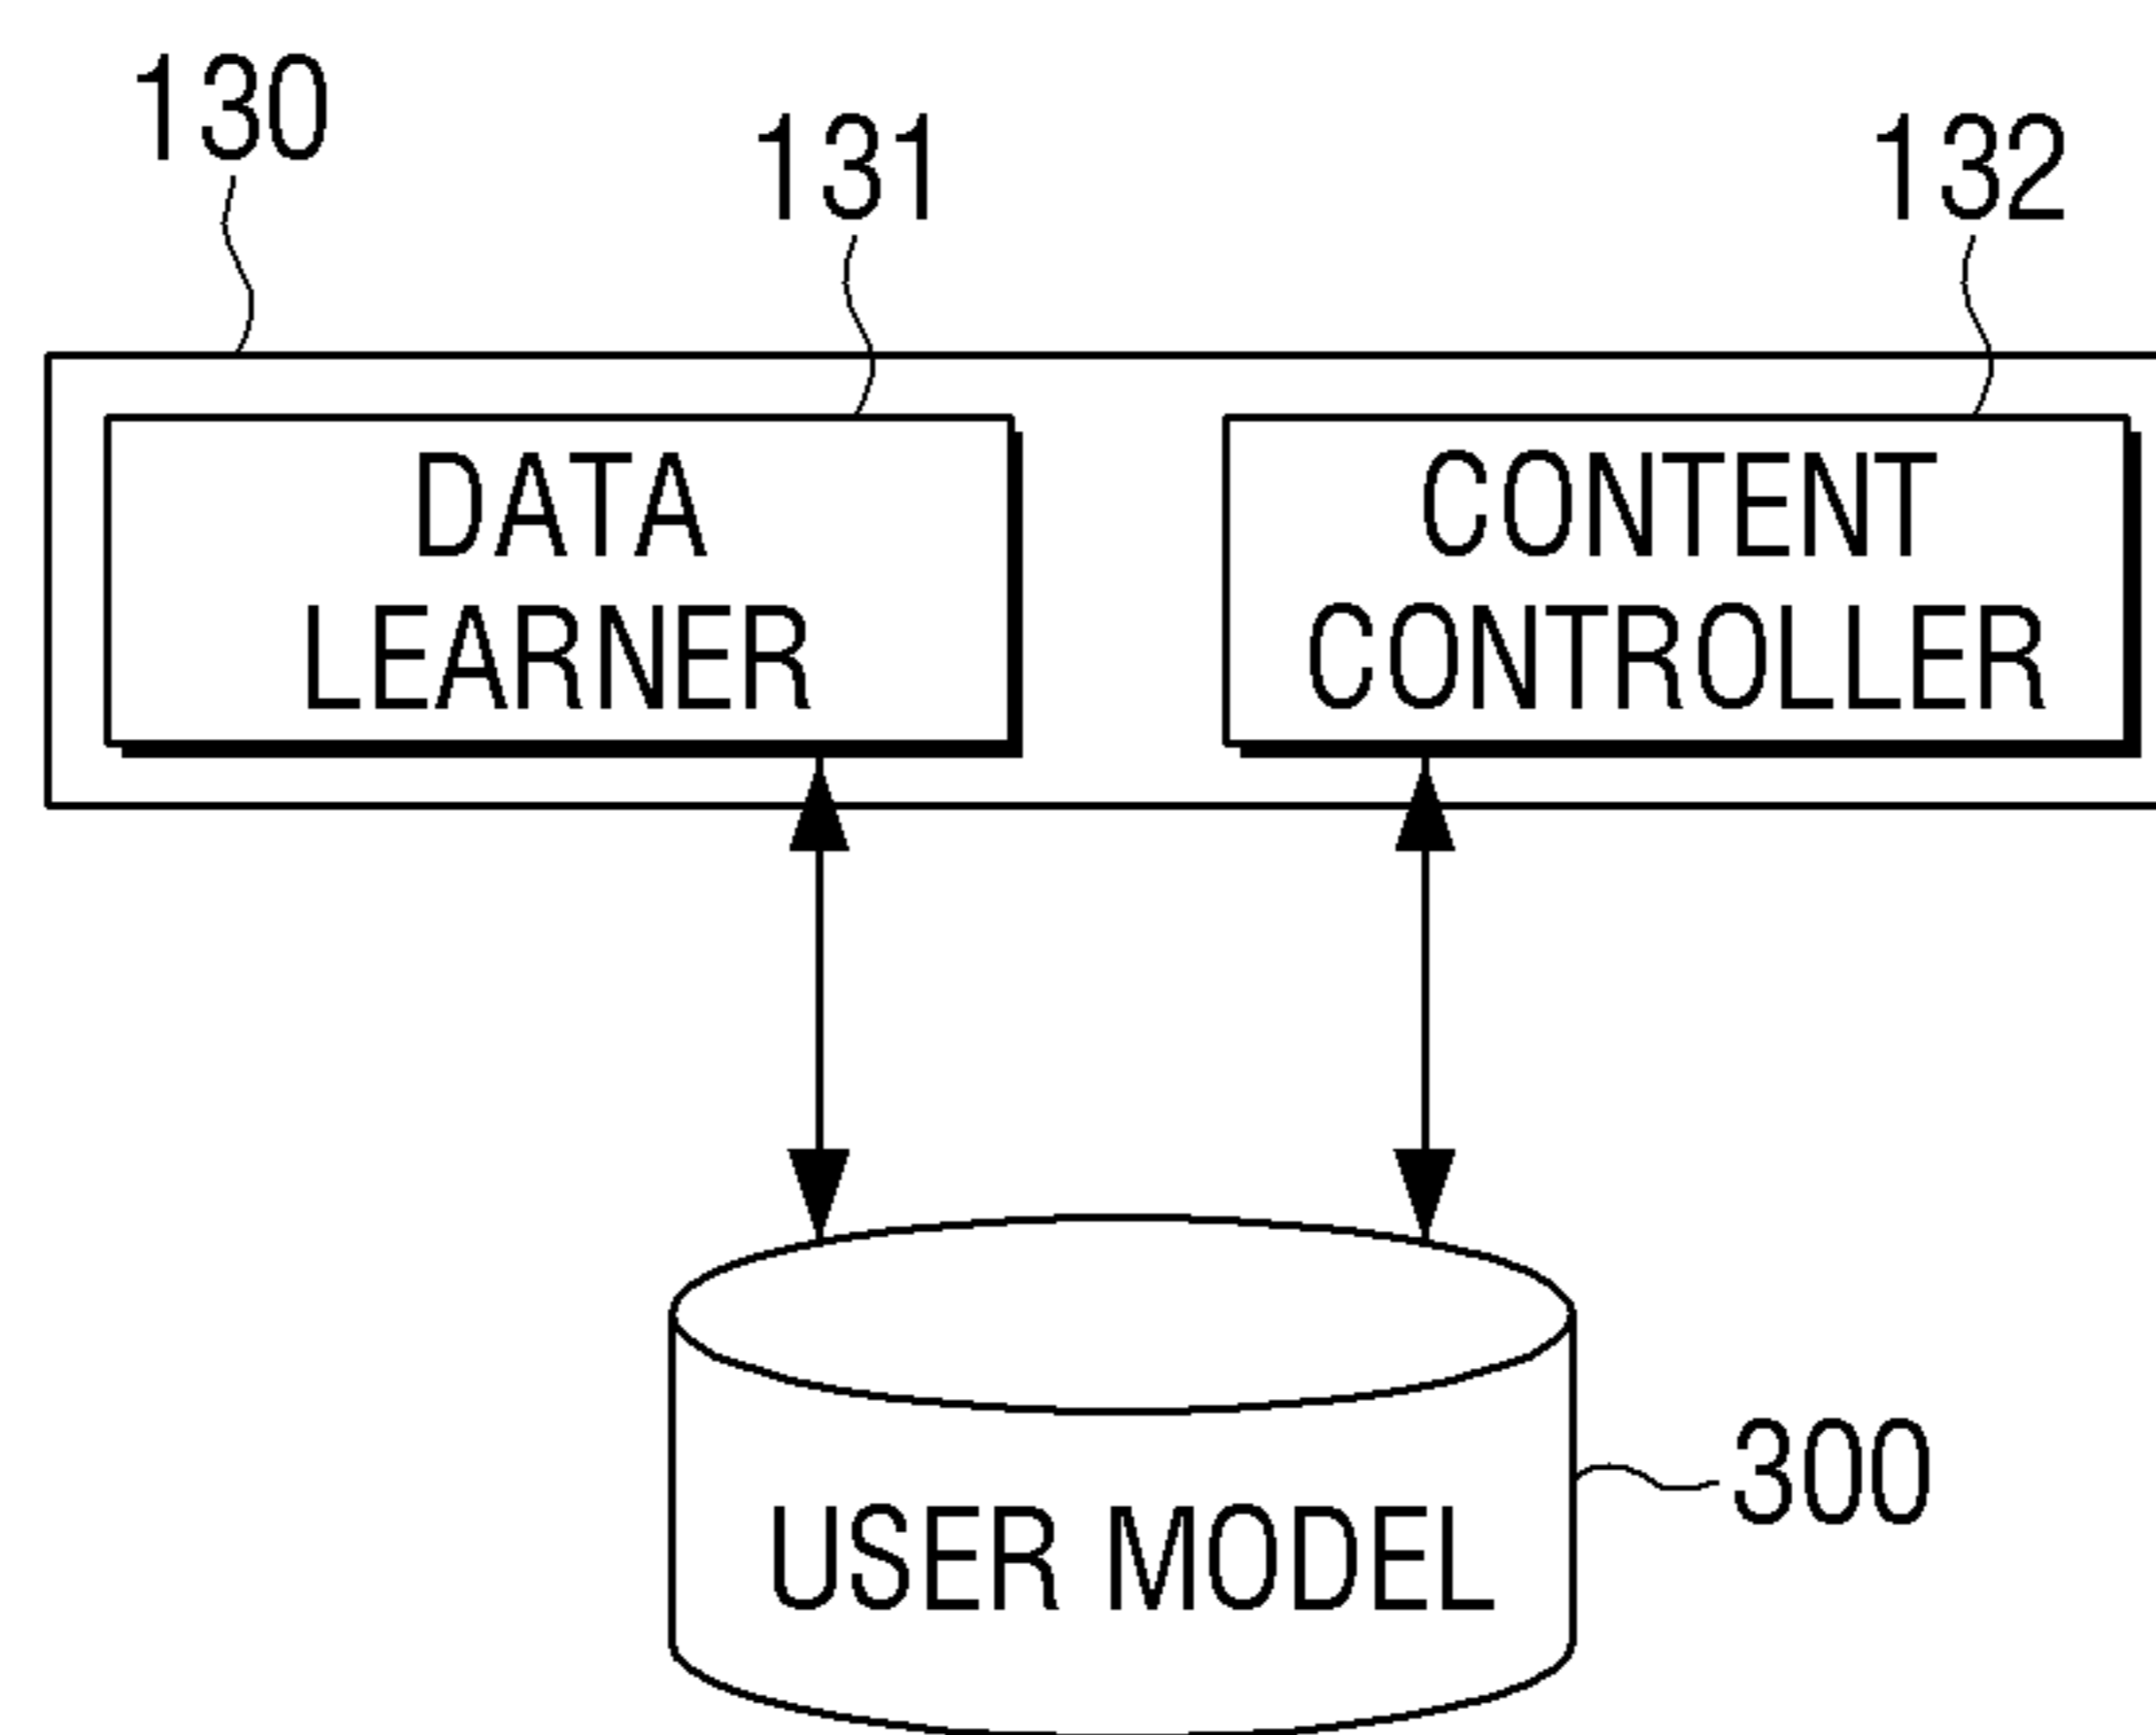 130
131
132
DATA
LEARNER
CONTENT
CONTROLLER
USER MODEL
300